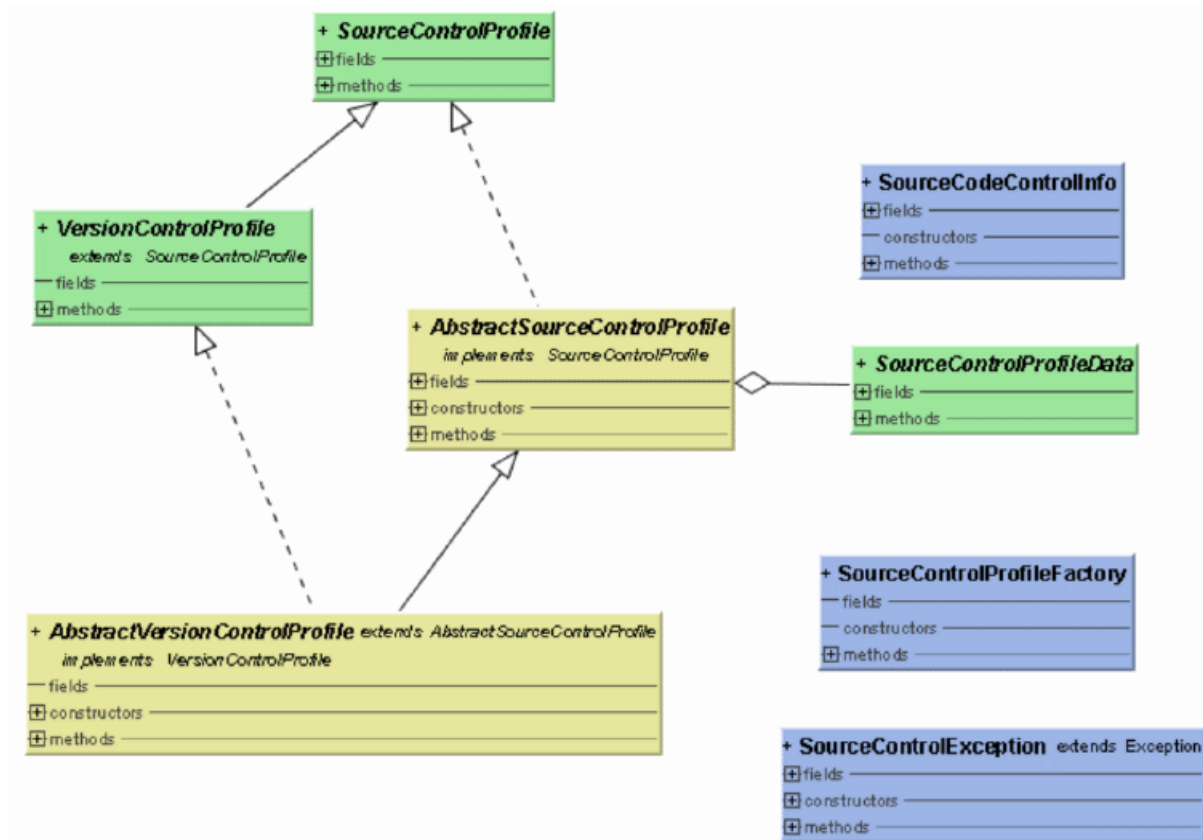 + SourceControlProfile
fields
methods
+ VersionControlProfile
extends SourceControlProfile
fields
methods
+ AbstractSourceControlProfile
implements SourceControlProfile
fields
constructors
methods
+ SourceCodeControlInfo
fields
constructors
methods
+ SourceControlProfileData
fields
methods
+ SourceControlProfileFactory
fields
constructors
methods
+ AbstractVersionControlProfile extends AbstractSourceControlProfile
implements VersionControlProfile
fields
constructors
methods
+ SourceControlException extends Exception
fields
constructors
methods